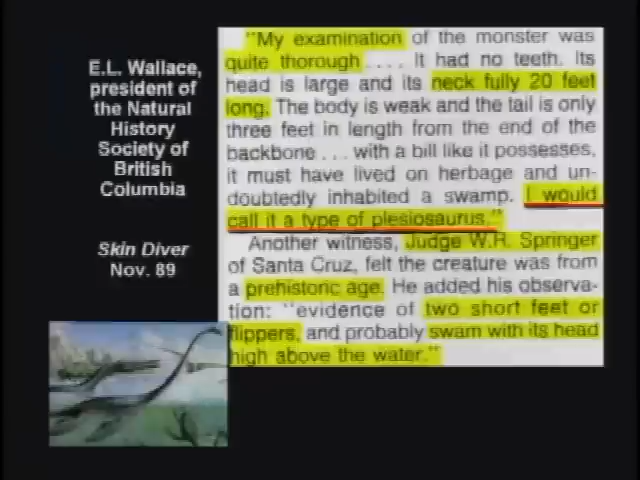 E.L. Wallace,
president of
the Natural
History
Society of
British
Columbia
Skin Diver
Nov. 89
"My examination of the monster was
quite thorough . . . . It had no teeth. Its
head is large and its neck fully 20 feet
long. The body is weak and the tail is only
three feet in length from the end of the
backbone . . . with a bill like it possesses,
it must have lived on herbage and un-
doubtedly inhabited a swamp. I would
call it a type of plesiosaurus."
Another witness, Judge W.R. Springer
of Santa Cruz, felt the creature was from
a prehistoric age. He added his observa-
tion: "evidence of two short feet or
flippers, and probably swam with its head
high above the water."